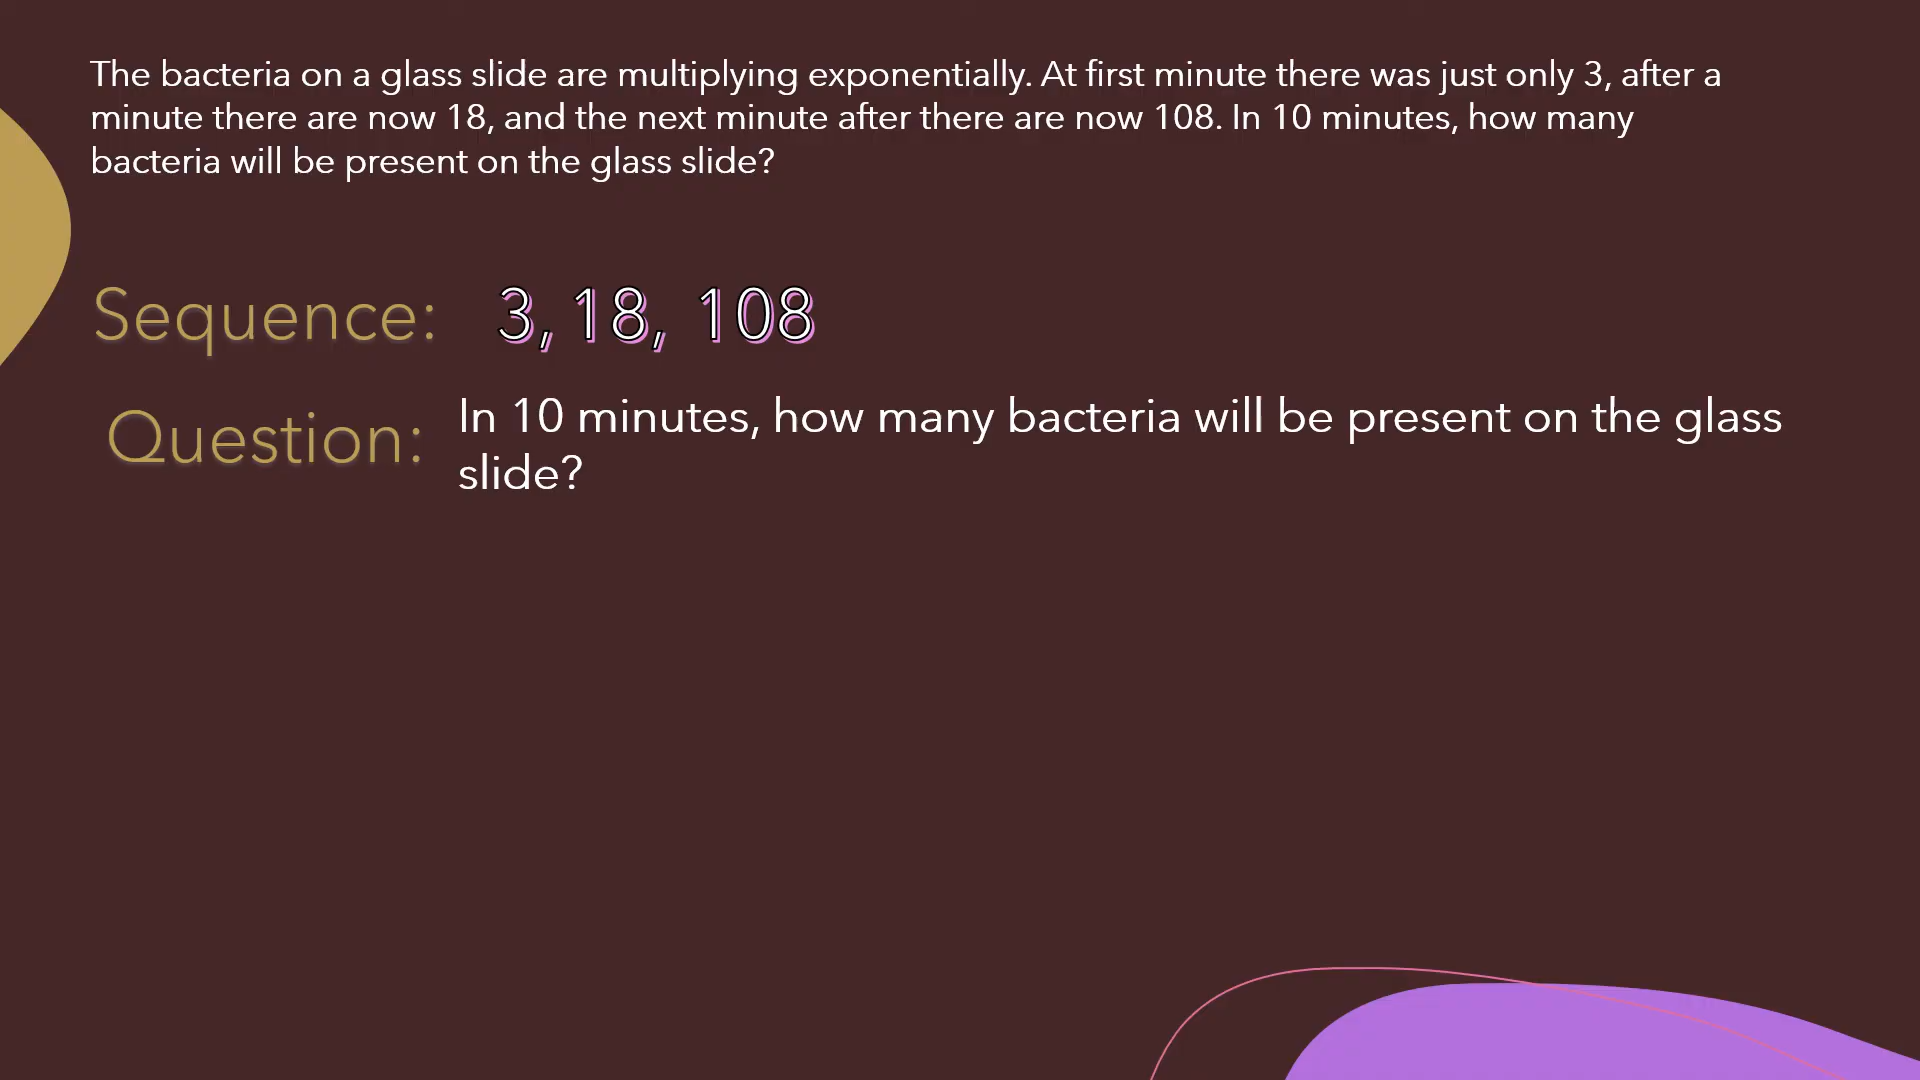 The bacteria on a glass slide are multiplying exponentially. At first minute there was just only 3, after a
minute there are now 18, and the next minute after there are now 108. In 10 minutes, how many
bacteria will be present on the glass slide?
Sequence: 3, 18, 108
Question: In 10 minutes, how many bacteria will be present on the glass
slide?